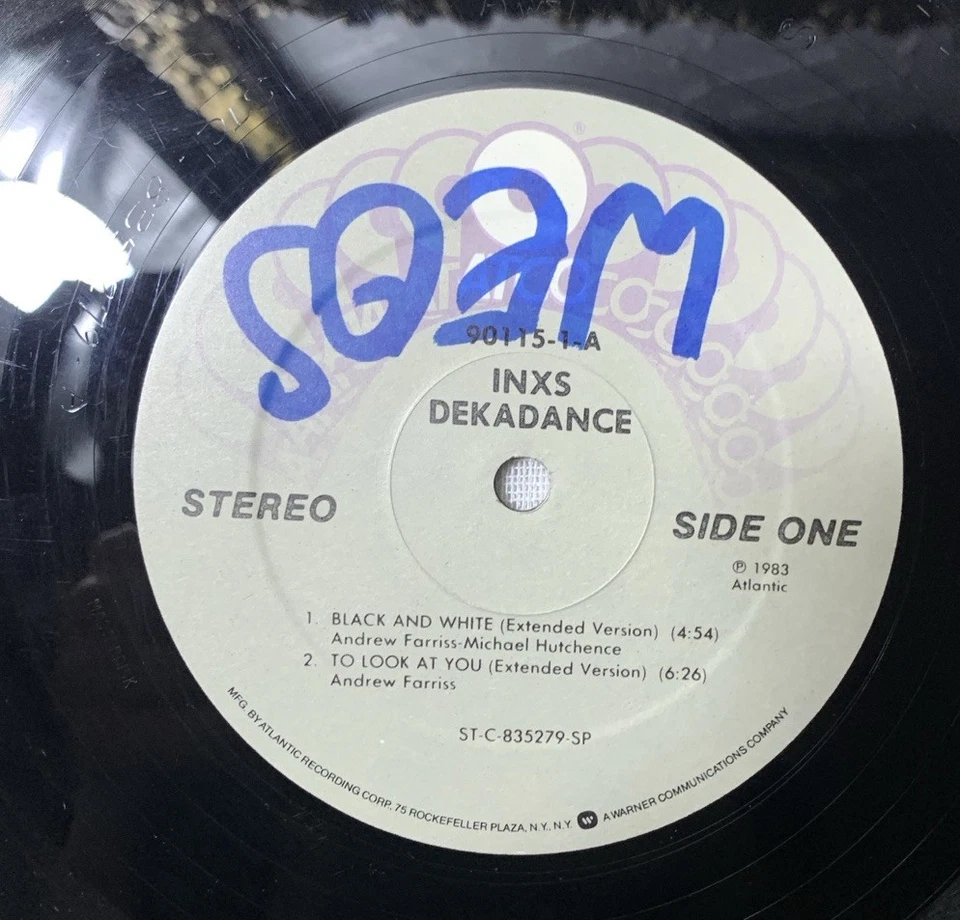 ®
ATCO
90115-1-A
INXS
DEKADANCE
STEREO
SIDE ONE
℗ 1983
Atlantic
1. BLACK AND WHITE (Extended Version) (4:54)
Andrew Farriss-Michael Hutchence
2. TO LOOK AT YOU (Extended Version) (6:26)
Andrew Farriss
ST-C-835279-SP
MFG. BY ATLANTIC RECORDING CORP., 75 ROCKEFELLER PLAZA, N.Y., N.Y. A WARNER COMMUNICATIONS COMPANY